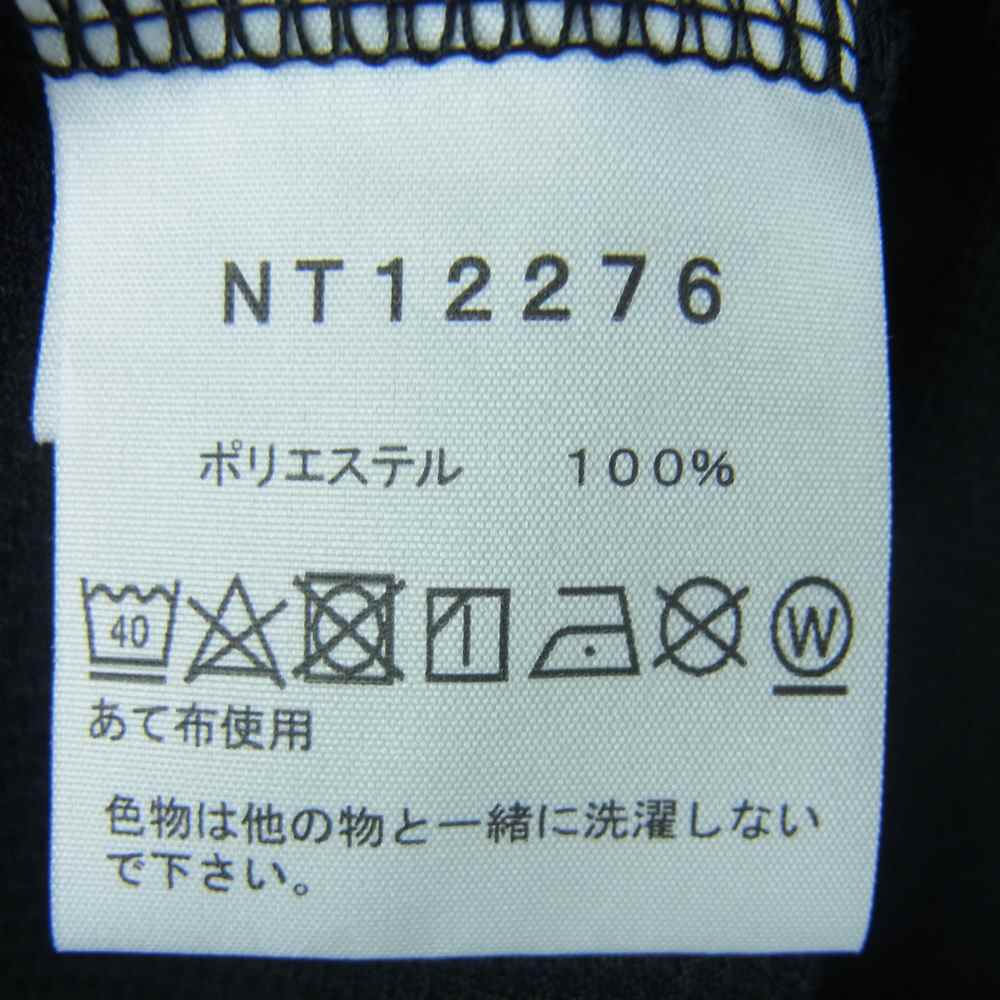 NT12276
ポリエステル 100%
40 W
あて布使用
色物は他の物と一緒に洗濯しない
で下さい。